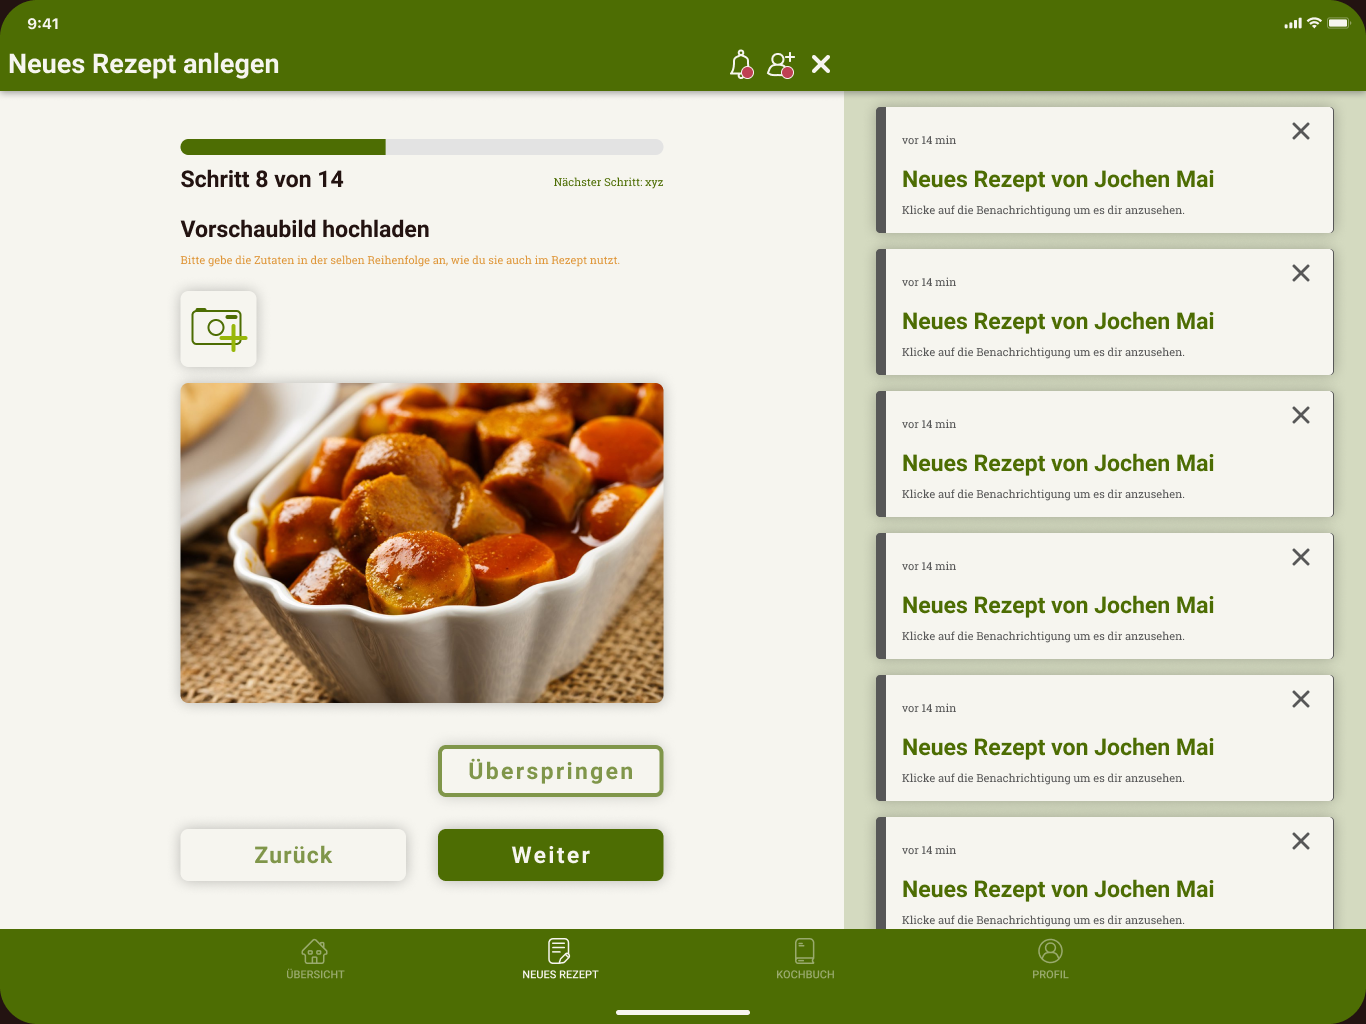 9:41
Neues Rezept anlegen
Schritt 8 von 14
Nächster Schritt: xyz
Vorschaubild hochladen
Bitte gebe die Zutaten in der selben Reihenfolge an, wie du sie auch im Rezept nutzt.
Überspringen
Zurück
Weiter
vor 14 min
Neues Rezept von Jochen Mai
Klicke auf die Benachrichtigung um es dir anzusehen.
vor 14 min
Neues Rezept von Jochen Mai
Klicke auf die Benachrichtigung um es dir anzusehen.
vor 14 min
Neues Rezept von Jochen Mai
Klicke auf die Benachrichtigung um es dir anzusehen.
vor 14 min
Neues Rezept von Jochen Mai
Klicke auf die Benachrichtigung um es dir anzusehen.
vor 14 min
Neues Rezept von Jochen Mai
Klicke auf die Benachrichtigung um es dir anzusehen.
vor 14 min
Neues Rezept von Jochen Mai
Klicke auf die Benachrichtigung um es dir anzusehen.
ÜBERSICHT
NEUES REZEPT
KOCHBUCH
PROFIL